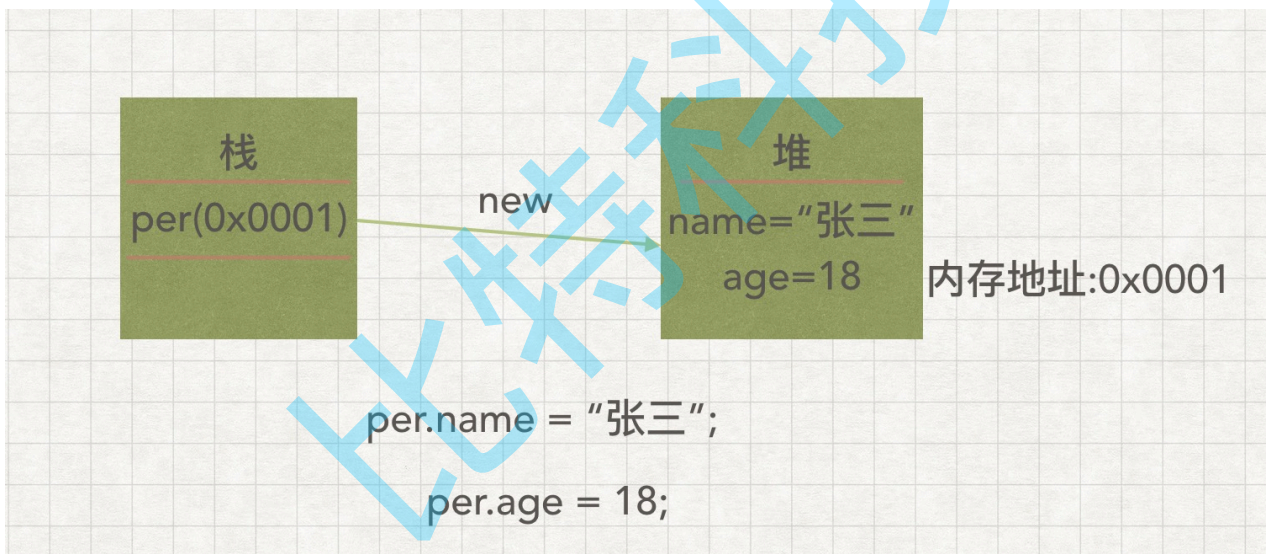 栈
堆
per(0x0001)
new
name=“张三”
age=18
内存地址:0x0001
per.name = “张三”;
per.age = 18;
比特科